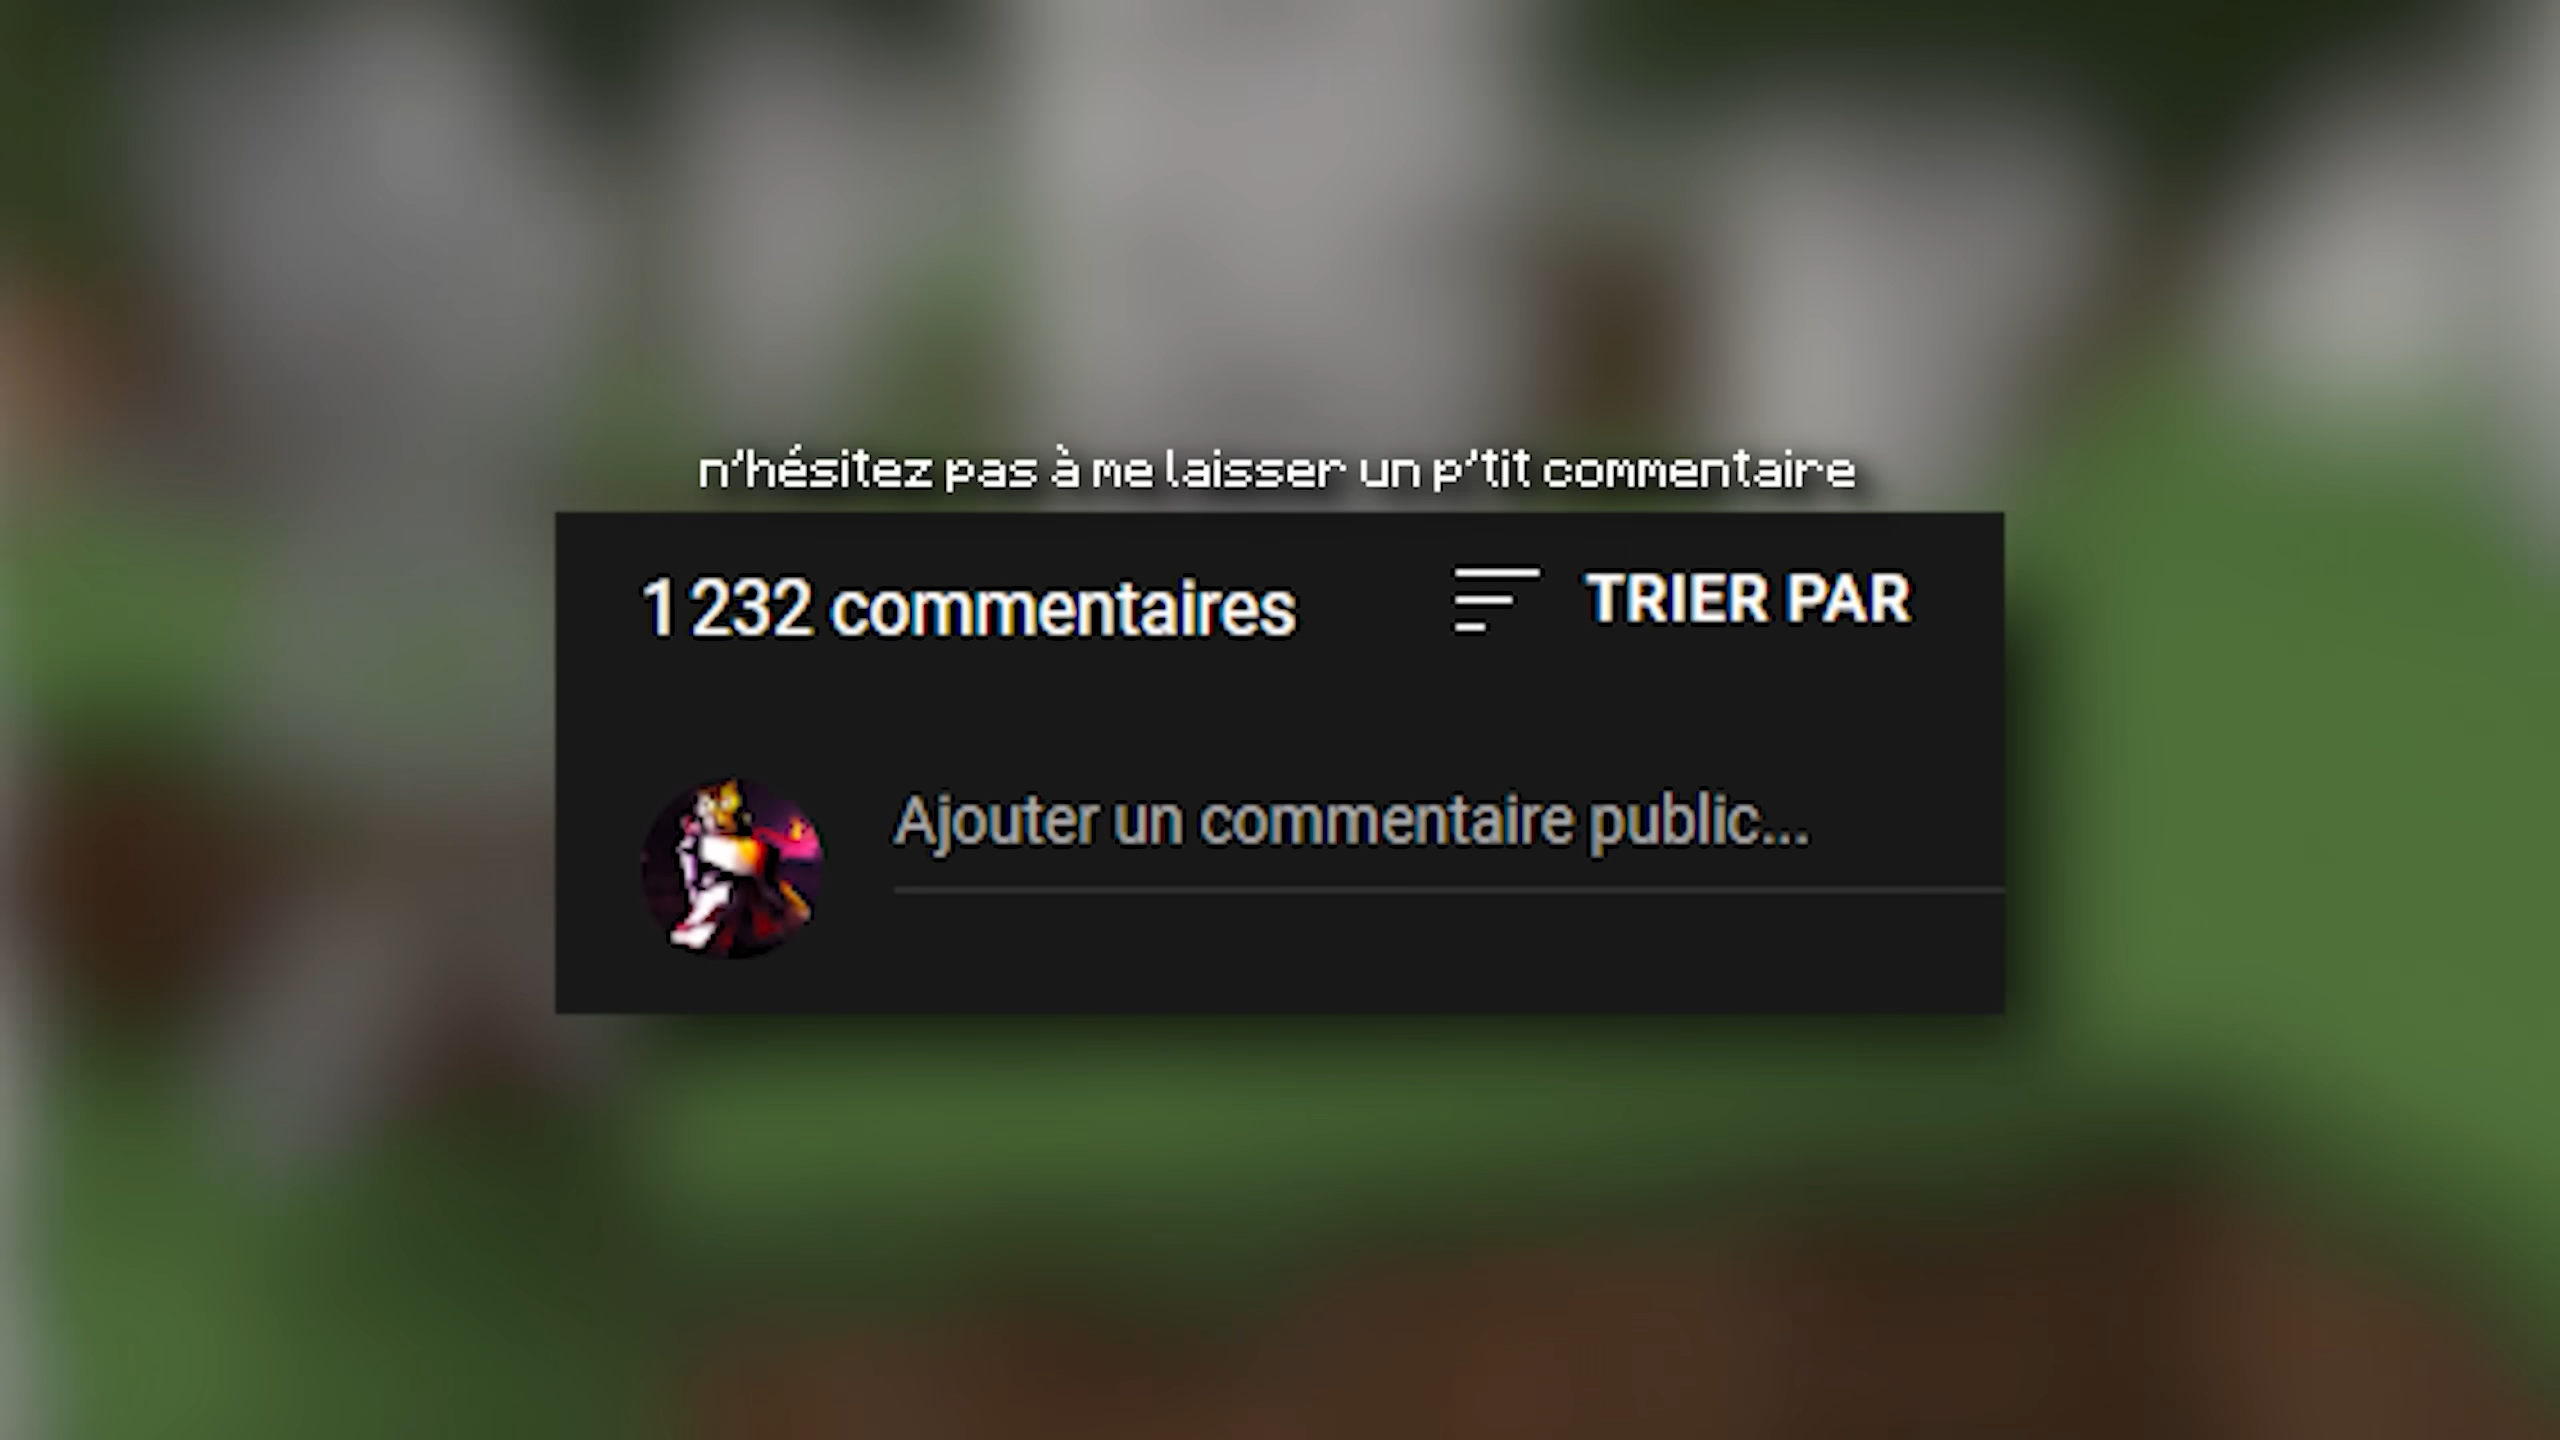 n'hésitez pas à me laisser un p'tit commentaire
1 232 commentaires
TRIER PAR
Ajouter un commentaire public...